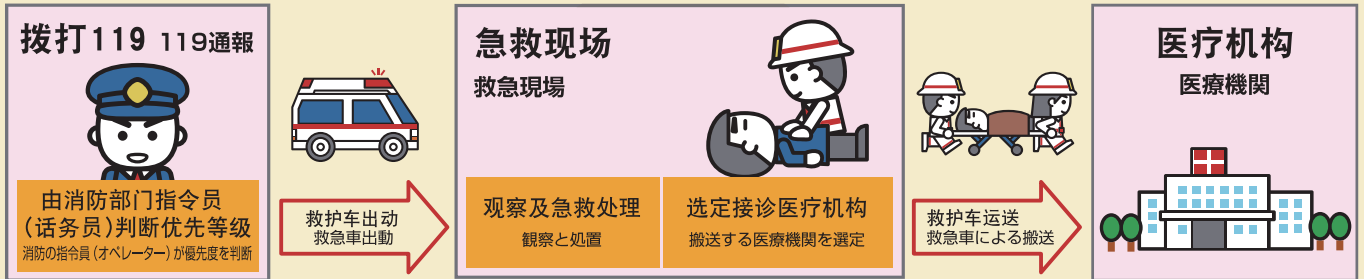 拨打119 119通報
由消防部门指令员
（话务员）判断优先等级
消防の指令員（オペレーター）が優先度を判断
救护车出动
救急車出動
急救现场
救急現場
观察及急救处理
観察と処置
选定接诊医疗机构
搬送する医療機関を選定
救护车运送
救急車による搬送
医疗机构
医療機関